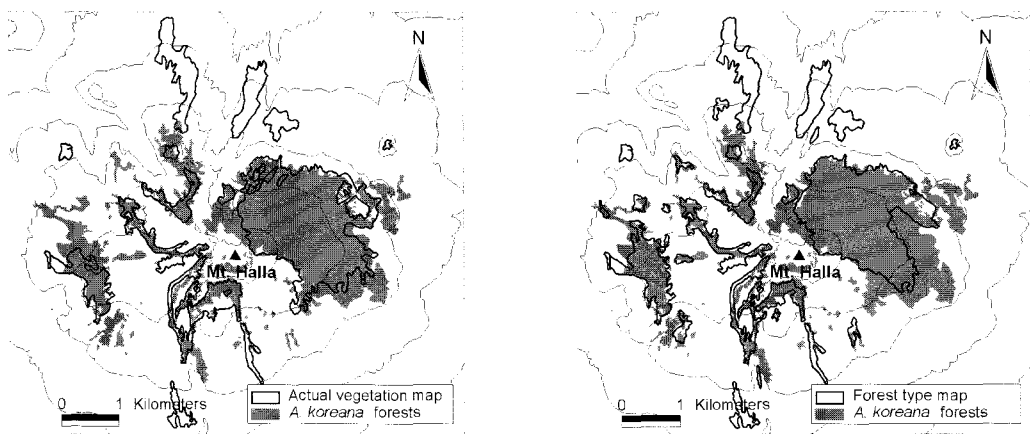 N
Mt. Halla
Actual vegetation map
0 1 Kilometers
A. koreana forests
N
Mt. Halla
Forest type map
0 1 Kilometers
A. koreana forests